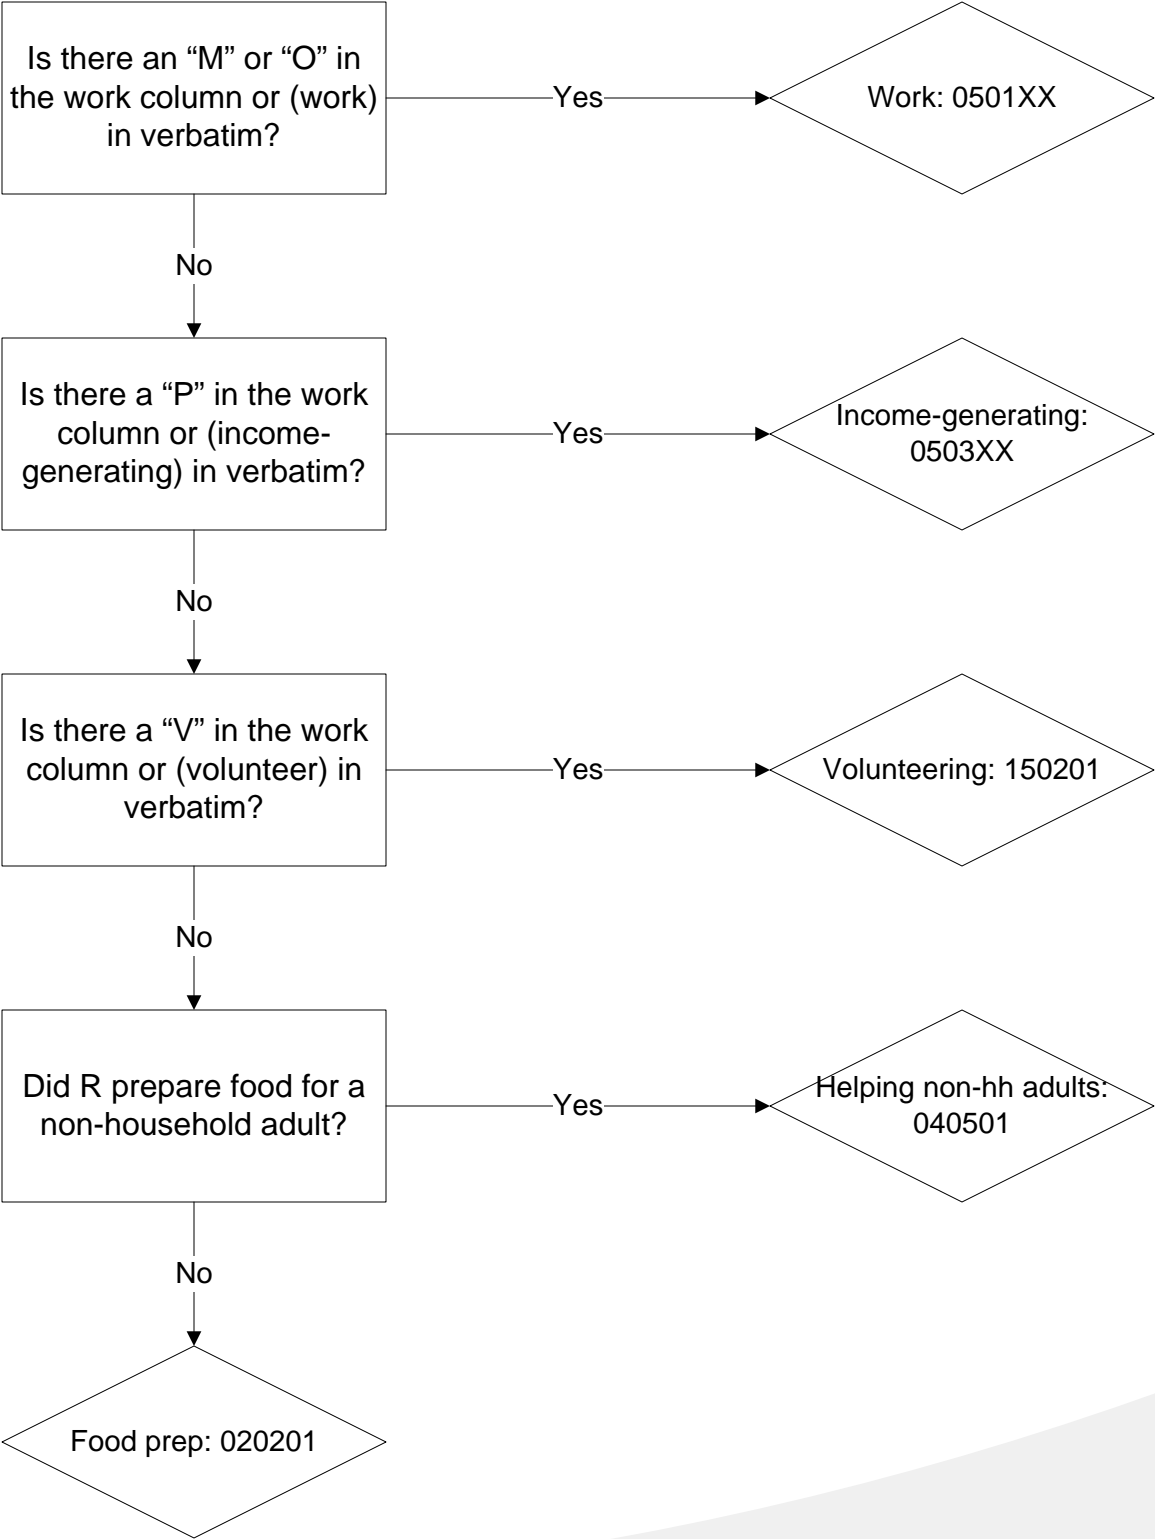 Is there an “M” or “O” in
the work column or (work)
in verbatim?
Yes
Work: 0501XX
No
Is there a “P” in the work
column or (income-
generating) in verbatim?
Yes
Income-generating:
0503XX
No
Is there a “V” in the work
column or (volunteer) in
verbatim?
Yes
Volunteering: 150201
No
Did R prepare food for a
non-household adult?
Yes
Helping non-hh adults:
040501
No
Food prep: 020201